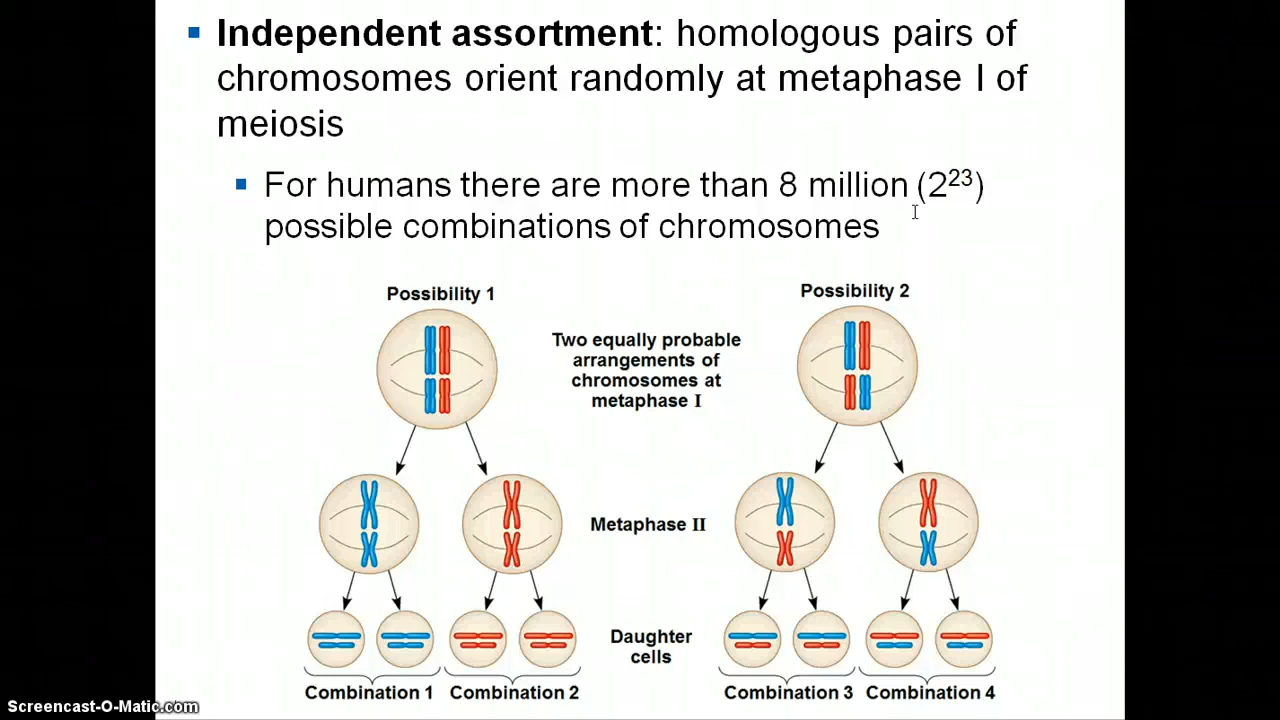 Independent assortment: homologous pairs of
chromosomes orient randomly at metaphase I of
meiosis
For humans there are more than 8 million (2²³)
possible combinations of chromosomes
Possibility 1
Possibility 2
Two equally probable
arrangements of
chromosomes at
metaphase I
Metaphase II
Daughter
cells
Combination 1
Combination 2
Combination 3
Combination 4
Screencast-O-Matic.com